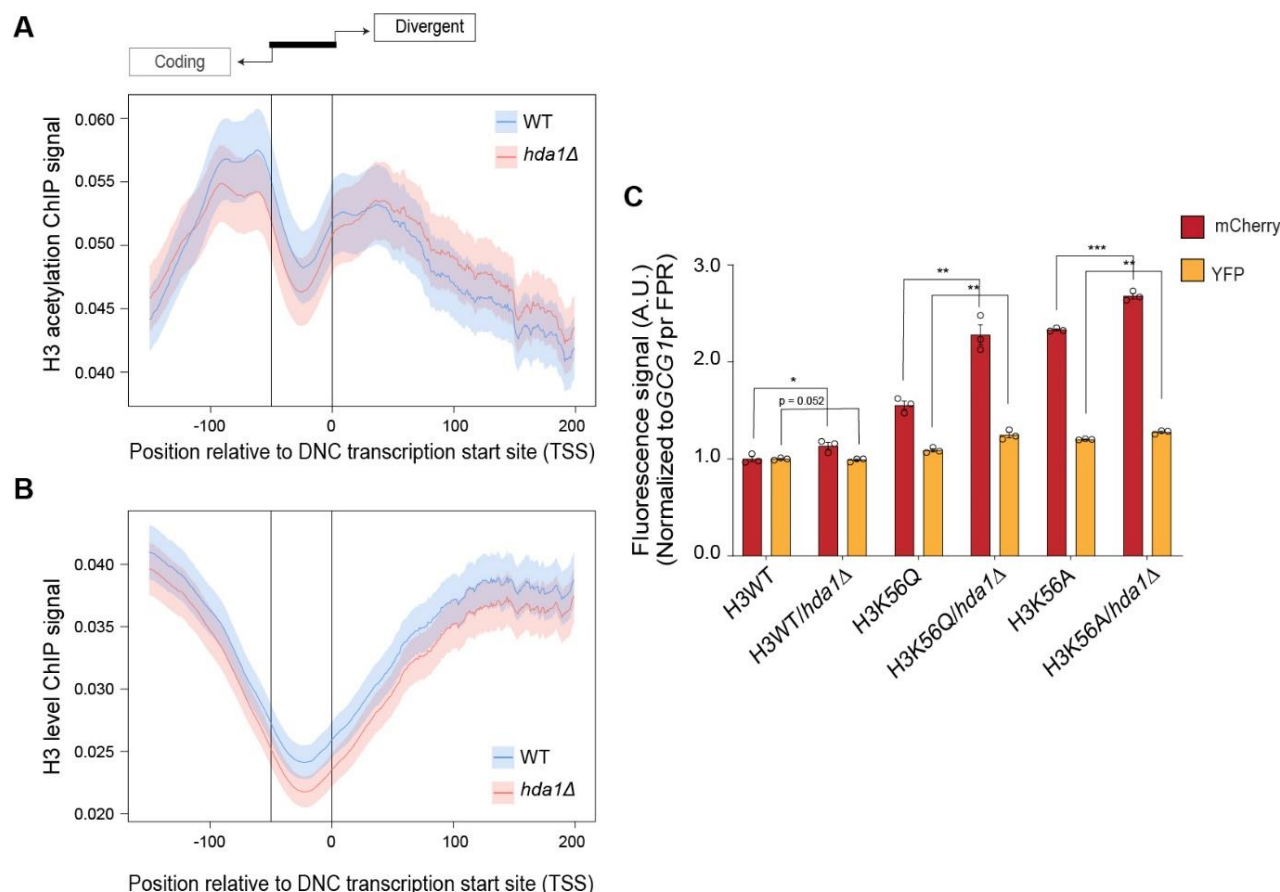 A
Divergent
Coding
H3 acetylation ChIP signal
0.060
0.055
0.050
0.045
0.040
WT
hda1Δ
-100
0
100
200
Position relative to DNC transcription start site (TSS)
B
H3 level ChIP signal
0.040
0.035
0.030
0.025
0.020
WT
hda1Δ
-100
0
100
200
Position relative to DNC transcription start site (TSS)
C
mCherry
YFP
Fluorescence signal (A.U.)
(Normalized toGCG1pr FPR)
3.0
2.0
1.0
0.0
*
p = 0.052
**
**
***
**
H3WT
H3WT/hda1Δ
H3K56Q
H3K56Q/hda1Δ
H3K56A
H3K56A/hda1Δ